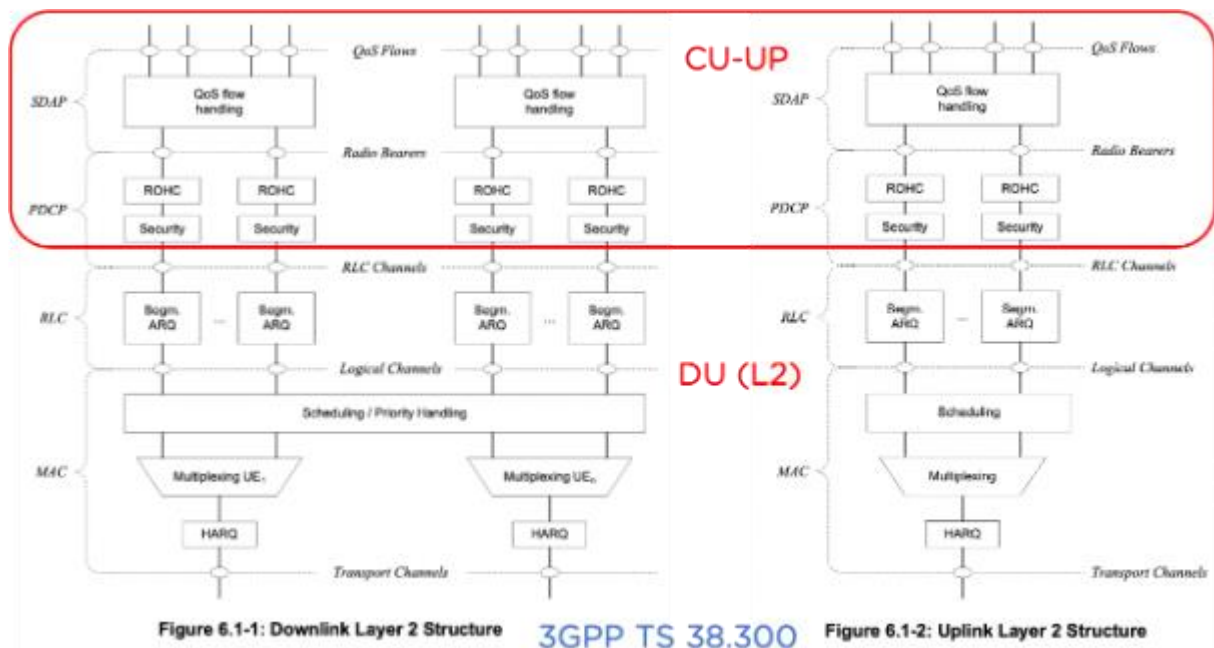 CU-UP
QoS Flows
SDAP
QoS flow
handling
QoS flow
handling
Radio Bearers
PDCP
ROHC
ROHC
ROHC
ROHC
Security
Security
Security
Security
RLC Channels
RLC
Segm.
ARQ
...
Segm.
ARQ
Segm.
ARQ
...
Segm.
ARQ
Logical Channels
DU (L2)
Scheduling / Priority Handling
MAC
Multiplexing UE1
Multiplexing UEn
HARQ
HARQ
Transport Channels
Figure 6.1-1: Downlink Layer 2 Structure
3GPP TS 38.300
QoS Flows
SDAP
QoS flow
handling
Radio Bearers
PDCP
ROHC
ROHC
Security
Security
RLC Channels
RLC
Segm.
ARQ
...
Segm.
ARQ
Logical Channels
Scheduling
MAC
Multiplexing
HARQ
Transport Channels
Figure 6.1-2: Uplink Layer 2 Structure